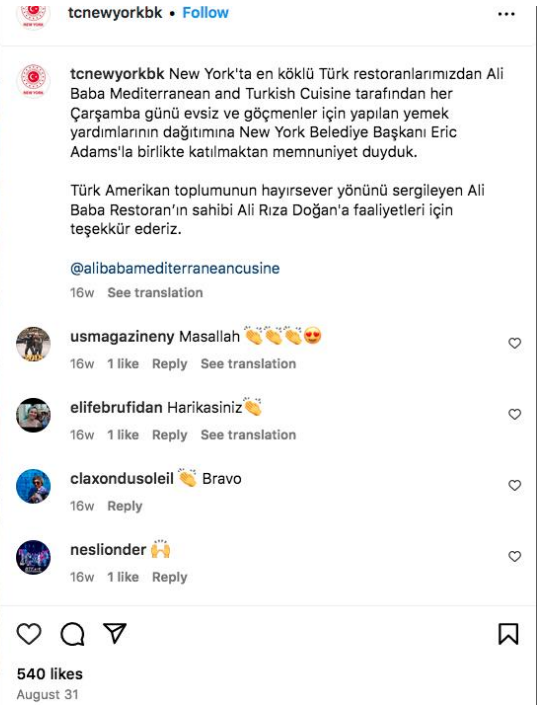 tcnewyorkbk • Follow
tcnewyorkbk New York'ta en köklü Türk restoranlarımızdan Ali
Baba Mediterranean and Turkish Cuisine tarafından her
Çarşamba günü evsiz ve göçmenler için yapılan yemek
yardımlarının dağıtımına New York Belediye Başkanı Eric
Adams'la birlikte katılmaktan memnuniyet duyduk.
Türk Amerikan toplumunun hayırsever yönünü sergileyen Ali
Baba Restoran’ın sahibi Ali Rıza Doğan'a faaliyetleri için
teşekkür ederiz.
@alibabamediterraneancusine
16w See translation
usmagazineny Masallah 👏👏👏😍
16w 1 like Reply See translation
elifebrufidan Harikasiniz👏
16w 1 like Reply See translation
claxondusoleil 👏 Bravo
16w Reply
neslionder 🙌
16w 1 like Reply
540 likes
August 31